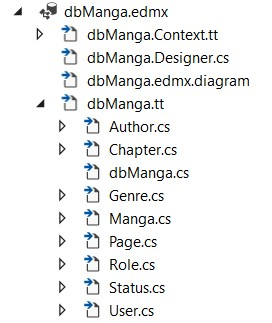 dbManga.edmx
dbManga.Context.tt
dbManga.Designer.cs
dbManga.edmx.diagram
dbManga.tt
Author.cs
Chapter.cs
dbManga.cs
Genre.cs
Manga.cs
Page.cs
Role.cs
Status.cs
User.cs